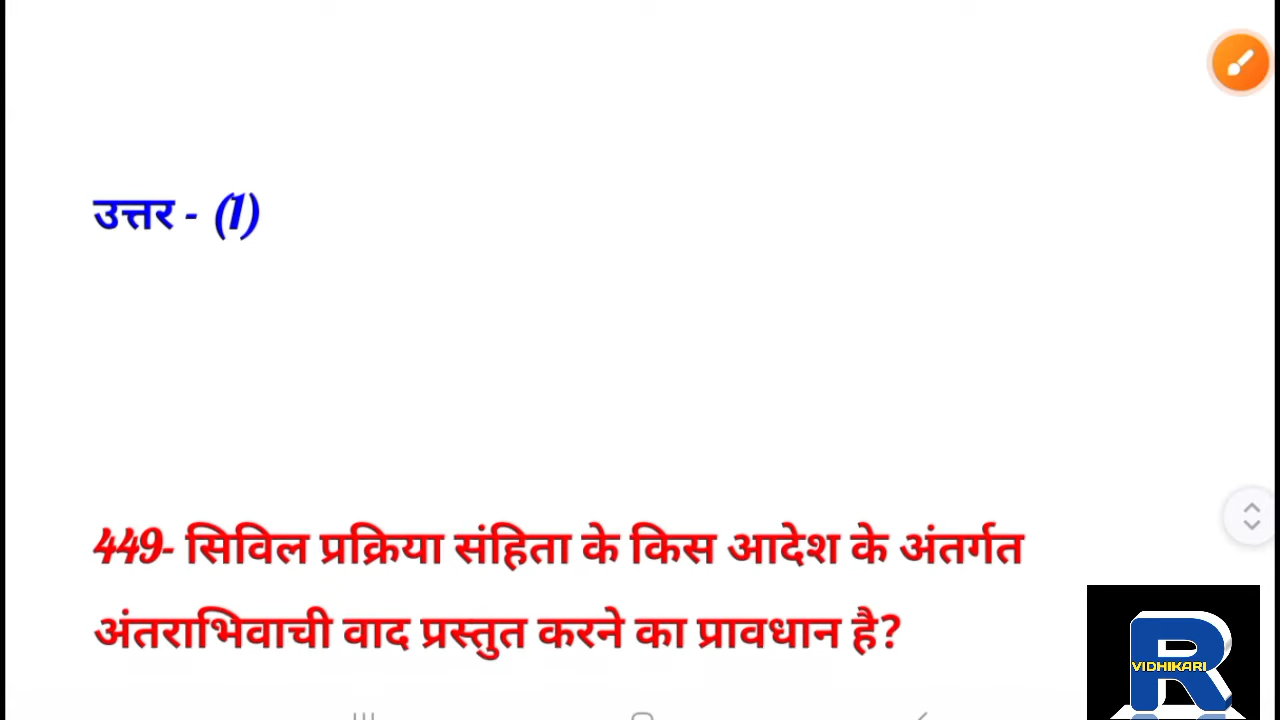 उत्तर - (1)
449- सिविल प्रक्रिया संहिता के किस आदेश के अंतर्गत
अंतराभिवाची वाद प्रस्तुत करने का प्रावधान है?
R
VIDHIKARI